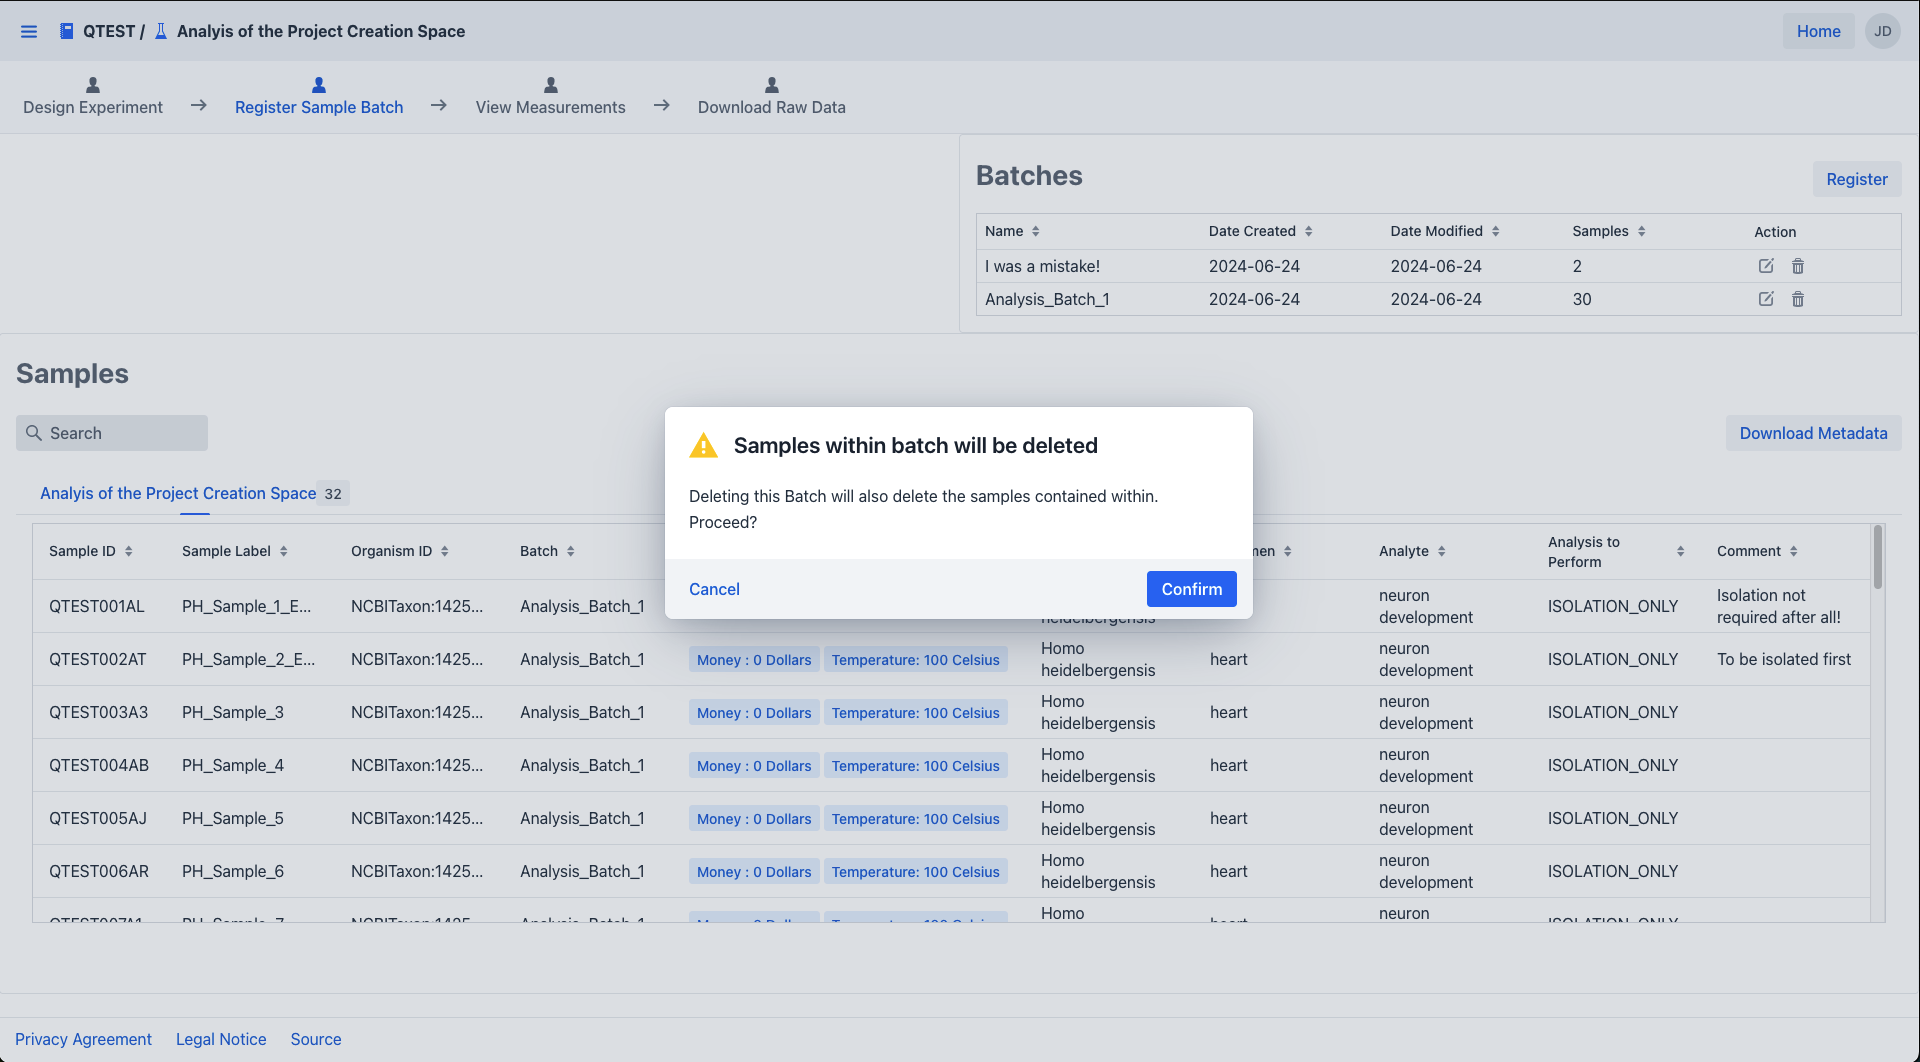 QTEST / Analyis of the Project Creation Space
Home
JD
Design Experiment
Register Sample Batch
View Measurements
Download Raw Data
Batches
Register
Name Date Created Date Modified Samples Action
I was a mistake! 2024-06-24 2024-06-24 2
Analysis_Batch_1 2024-06-24 2024-06-24 30
Samples
Search
Download Metadata
Analyis of the Project Creation Space 32
Samples within batch will be deleted
Deleting this Batch will also delete the samples contained within.
Proceed?
Cancel
Confirm
Sample ID Sample Label Organism ID Batch Analyte Analysis to Perform Comment
QTEST001AL PH_Sample_1_E... NCBITaxon:1425... Analysis_Batch_1 heidelbergensis neuron development ISOLATION_ONLY Isolation not required after all!
QTEST002AT PH_Sample_2_E... NCBITaxon:1425... Analysis_Batch_1 Money : 0 Dollars Temperature: 100 Celsius Homo heidelbergensis heart neuron development ISOLATION_ONLY To be isolated first
QTEST003A3 PH_Sample_3 NCBITaxon:1425... Analysis_Batch_1 Money : 0 Dollars Temperature: 100 Celsius Homo heidelbergensis heart neuron development ISOLATION_ONLY
QTEST004AB PH_Sample_4 NCBITaxon:1425... Analysis_Batch_1 Money : 0 Dollars Temperature: 100 Celsius Homo heidelbergensis heart neuron development ISOLATION_ONLY
QTEST005AJ PH_Sample_5 NCBITaxon:1425... Analysis_Batch_1 Money : 0 Dollars Temperature: 100 Celsius Homo heidelbergensis heart neuron development ISOLATION_ONLY
QTEST006AR PH_Sample_6 NCBITaxon:1425... Analysis_Batch_1 Money : 0 Dollars Temperature: 100 Celsius Homo heidelbergensis heart neuron development ISOLATION_ONLY
Homo neuron
Privacy Agreement Legal Notice Source